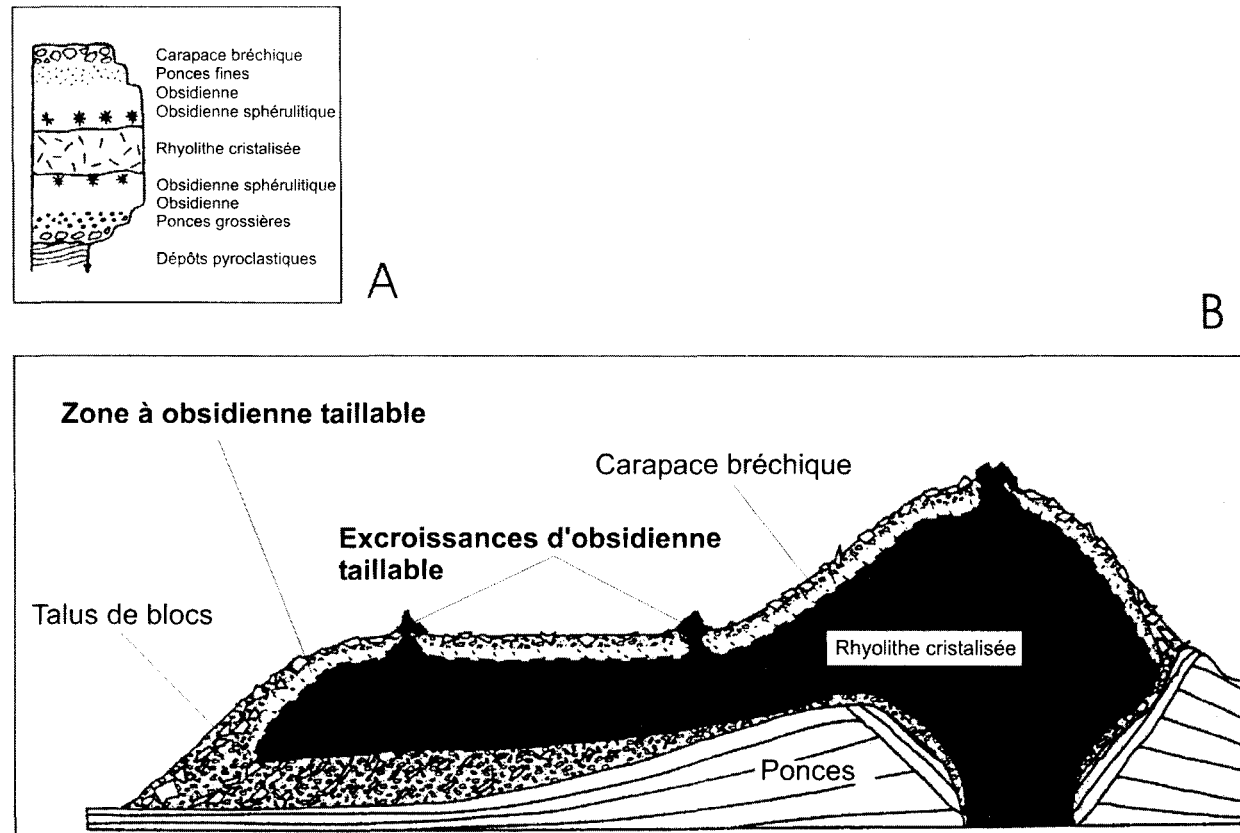 Carapace bréchique
Ponces fines
Obsidienne
Obsidienne sphérulitique
Rhyolithe cristalisée
Obsidienne sphérulitique
Obsidienne
Ponces grossières
Dépôts pyroclastiques
A
B
Zone à obsidienne taillable
Carapace bréchique
Excroissances d'obsidienne
taillable
Talus de blocs
Rhyolithe cristalisée
Ponces